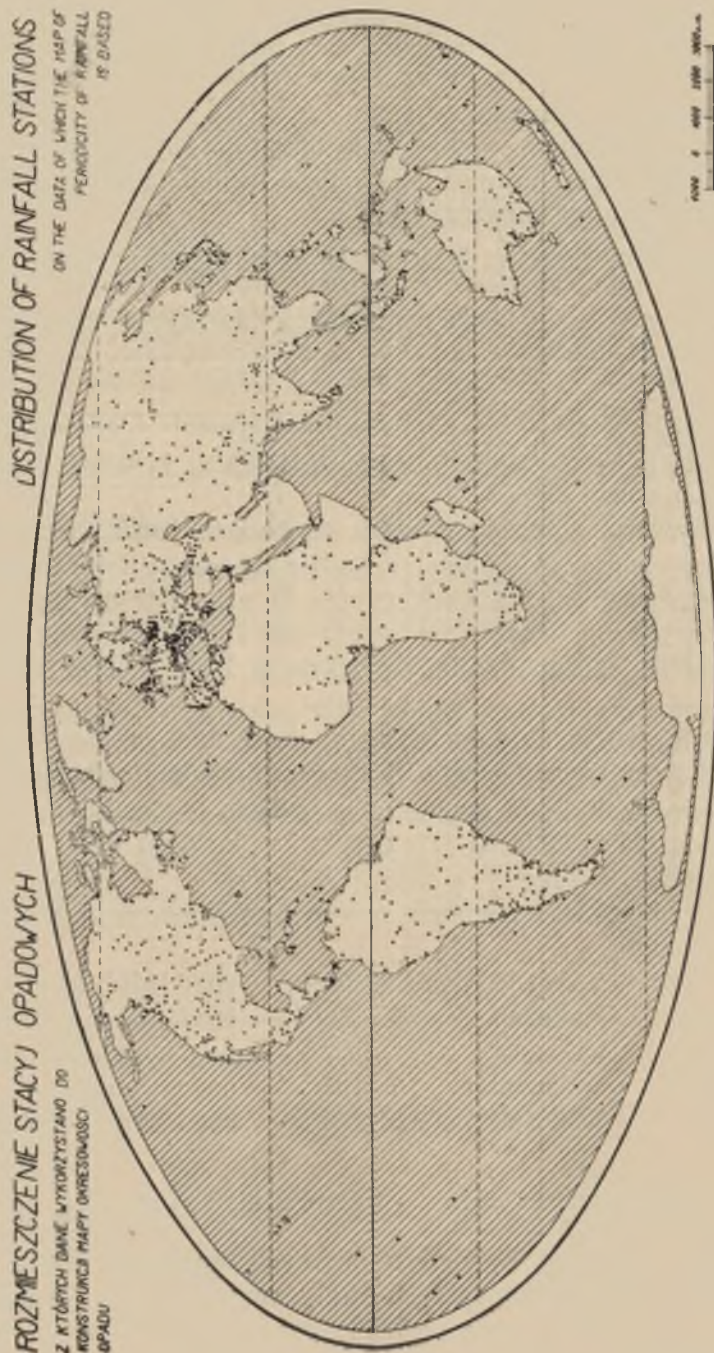 ROZMIESZCZENIE STACYJ OPADOWYCH
Z KTÓRYCH DANE WYKORZYSTANO DO
KONSTRUKCJI MAPY OKRESOWOŚCI
OPADU
DISTRIBUTION OF RAINFALL STATIONS
ON THE DATA OF WHICH THE MAP OF
PERIODICITY OF RAINFALL
IS BASED
0